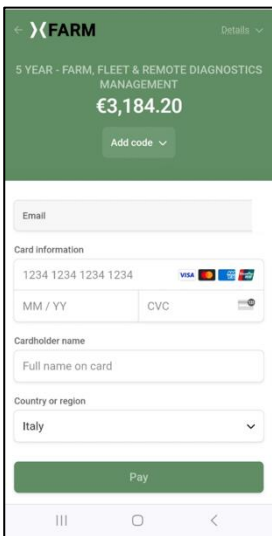 XFARM
Details
5 YEAR - FARM, FLEET & REMOTE DIAGNOSTICS
MANAGEMENT
€3,184.20
Add code
Email
Card information
1234 1234 1234 1234 VISA
MM / YY CVC
Cardholder name
Full name on card
Country or region
Italy
Pay